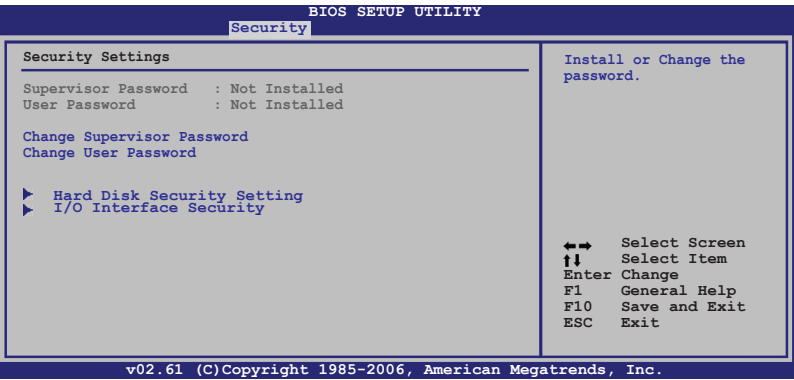 BIOS SETUP UTILITY
Security
Security Settings
Supervisor Password : Not Installed
User Password : Not Installed
Change Supervisor Password
Change User Password
Hard Disk Security Setting
I/O Interface Security
Install or Change the
password.
←→ Select Screen
↑↓ Select Item
Enter Change
F1 General Help
F10 Save and Exit
ESC Exit
v02.61 (C)Copyright 1985-2006, American Megatrends, Inc.